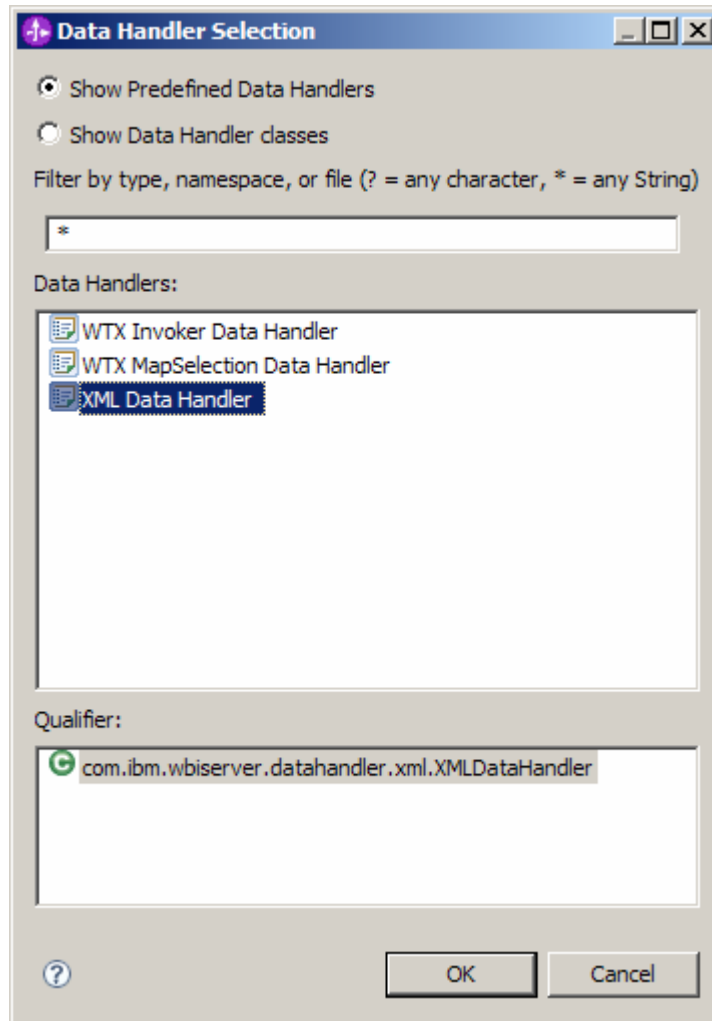 Data Handler Selection
Show Predefined Data Handlers
Show Data Handler classes
Filter by type, namespace, or file (? = any character, * = any String)
*
Data Handlers:
WTX Invoker Data Handler
WTX MapSelection Data Handler
XML Data Handler
Qualifier:
C com.ibm.wbiserver.datahandler.xml.XMLDataHandler
? OK Cancel